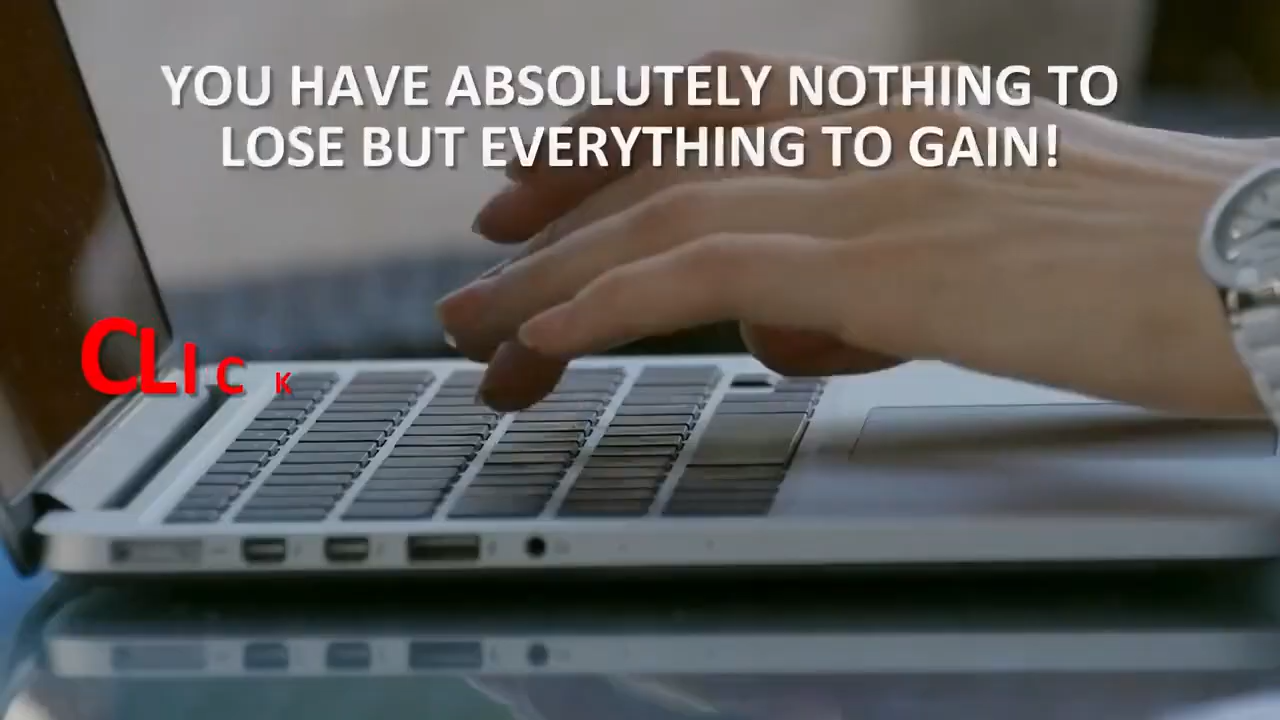 YOU HAVE ABSOLUTELY NOTHING TO
LOSE BUT EVERYTHING TO GAIN!
CLICK